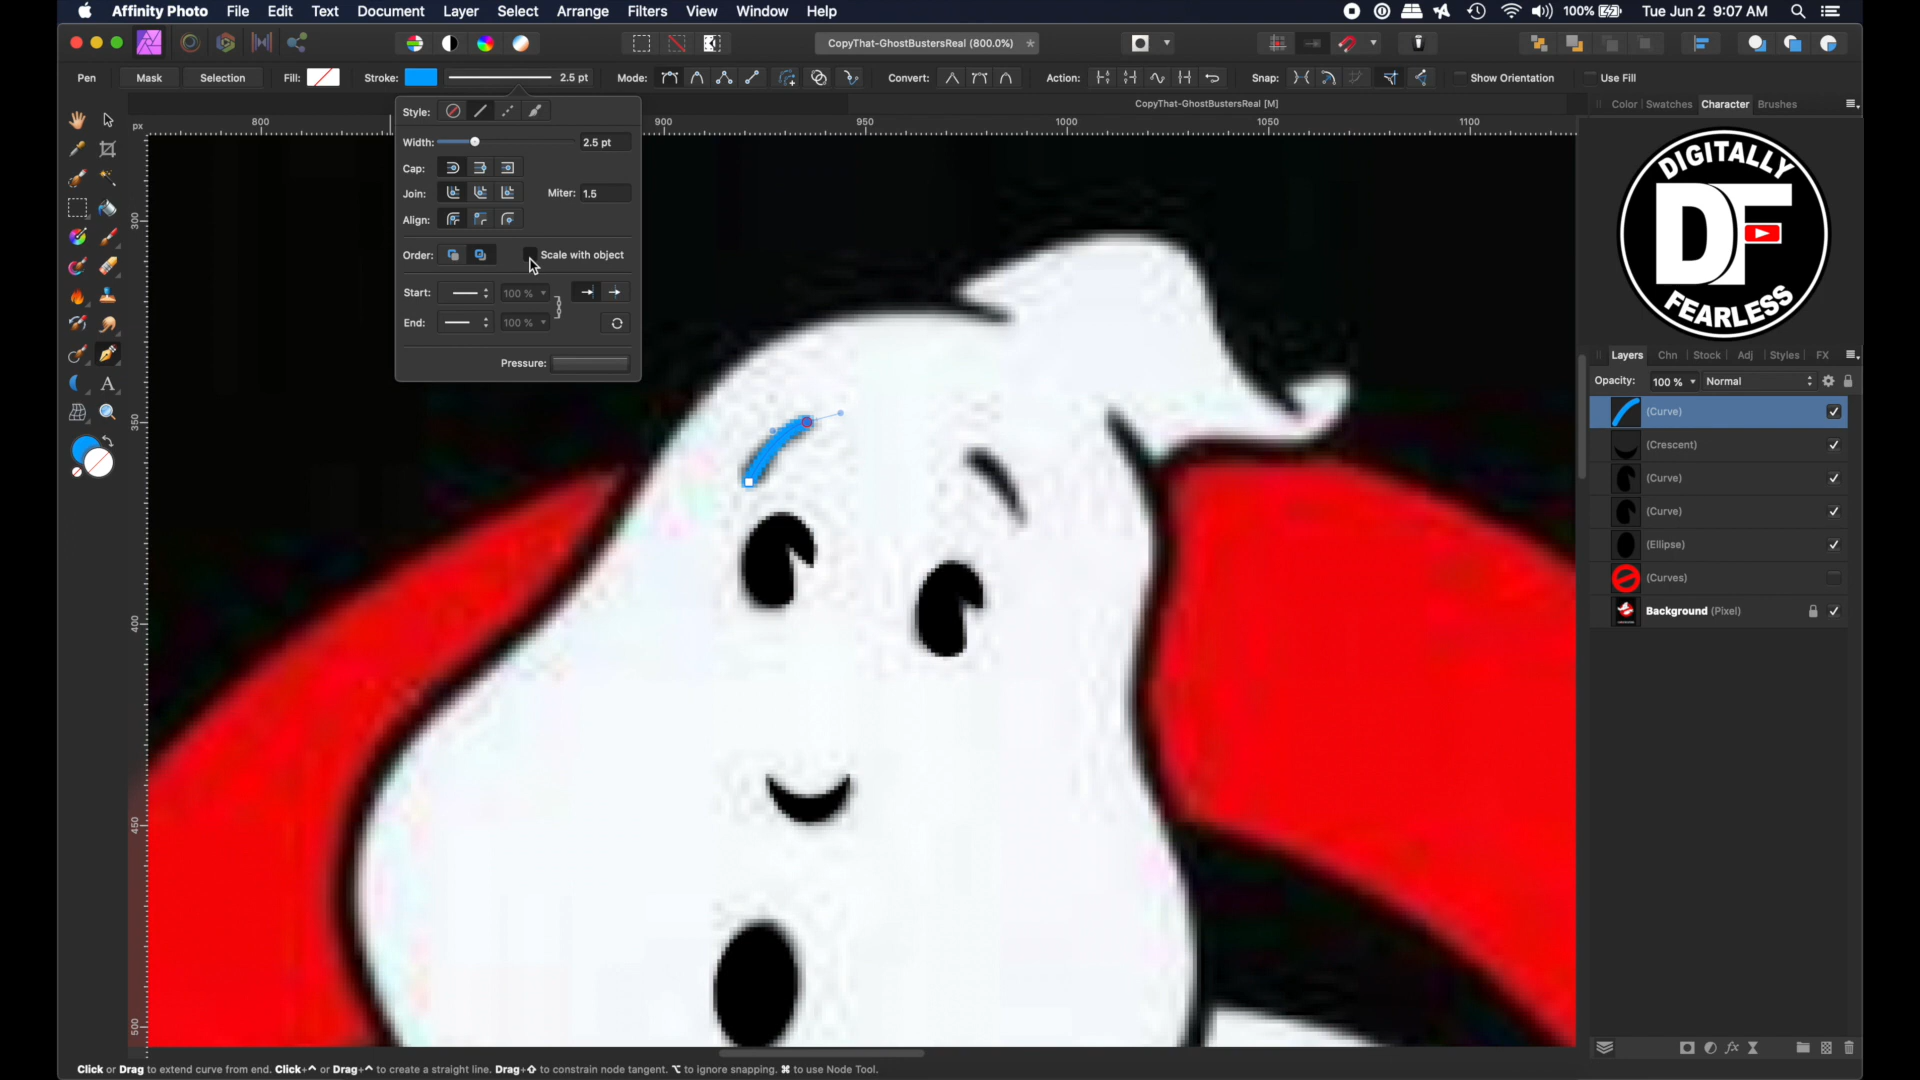 Affinity Photo File Edit Text Document Layer Select Arrange Filters View Window Help 100% Tue Jun 2 9:07 AM
CopyThat-GhostBustersReal (800.0%)
Pen Mask Selection Fill: Stroke: 2.5 pt Mode: Convert: Action: Snap: Show Orientation Use Fill
CopyThat-GhostBustersReal [M]
Color Swatches Character Brushes
px 800 900 950 1000 1050 1100
300
350
400
450
500
Style:
Width: 2.5 pt
Cap:
Join: Miter: 1.5
Align:
Order: Scale with object
Start: 100 %
End: 100 %
Pressure:
DIGITALLY
DF
FEARLESS
Layers Chn Stock Adj Styles FX
Opacity: 100 % Normal
(Curve)
(Crescent)
(Curve)
(Curve)
(Ellipse)
(Curves)
Background (Pixel)
Click or Drag to extend curve from end. Click+⌃ or Drag+⌃ to create a straight line. Drag+⇧ to constrain node tangent. ⌥ to ignore snapping. ⌘ to use Node Tool.